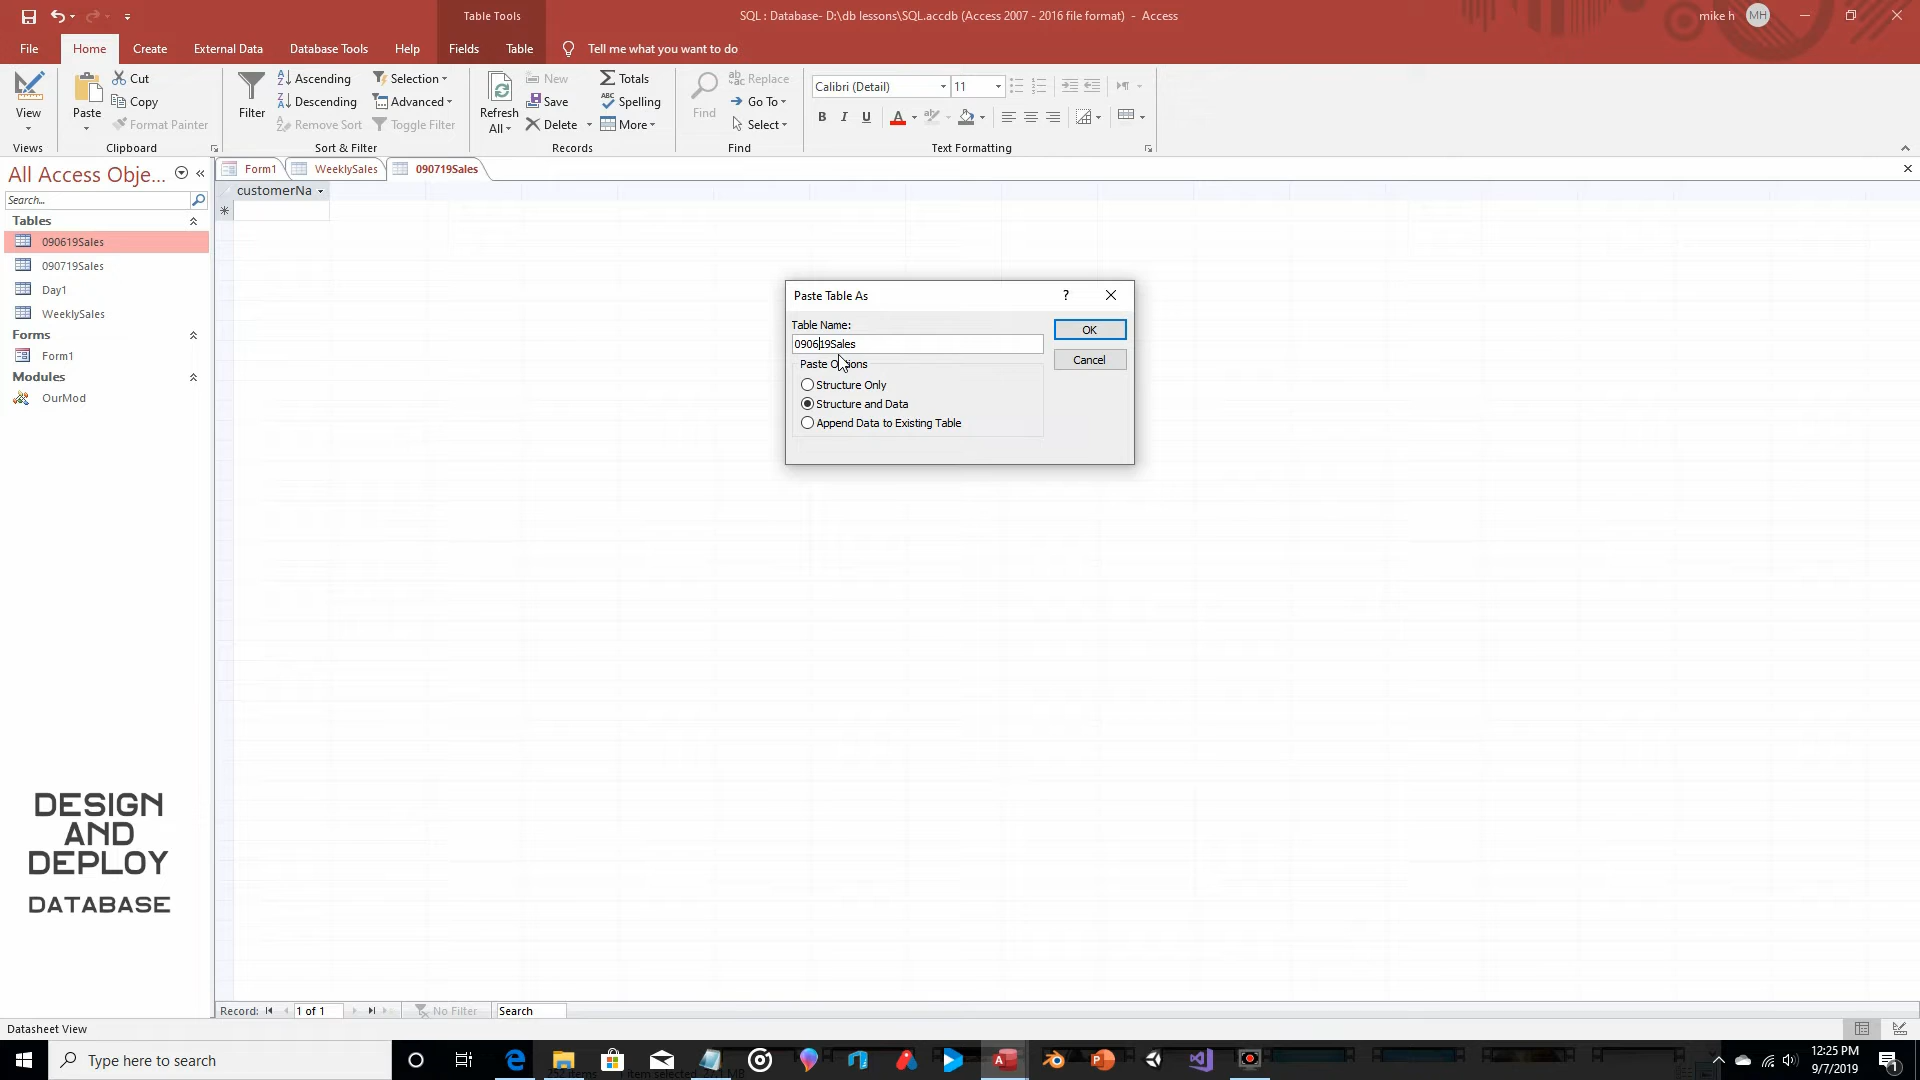 Table Tools
SQL : Database- D:\db lessons\SQL.accdb (Access 2007 - 2016 file format) - Access
mike h
MH
File
Home
Create
External Data
Database Tools
Help
Fields
Table
Tell me what you want to do
View
Views
Paste
Cut
Copy
Format Painter
Clipboard
Filter
Ascending
Descending
Remove Sort
Selection
Advanced
Toggle Filter
Sort & Filter
Refresh
All
New
Save
Delete
Totals
Spelling
More
Records
Find
Replace
Go To
Select
Find
Calibri (Detail)
11
B I U
Text Formatting
All Access Obje...
Search...
Tables
090619Sales
090719Sales
Day1
WeeklySales
Forms
Form1
Modules
OurMod
Form1
WeeklySales
090719Sales
customerNa
Paste Table As
?
Table Name:
090619Sales
Paste Options
Structure Only
Structure and Data
Append Data to Existing Table
OK
Cancel
DESIGN
AND
DEPLOY
DATABASE
Record:
1 of 1
No Filter
Search
Datasheet View
Type here to search
12:25 PM
9/7/2019